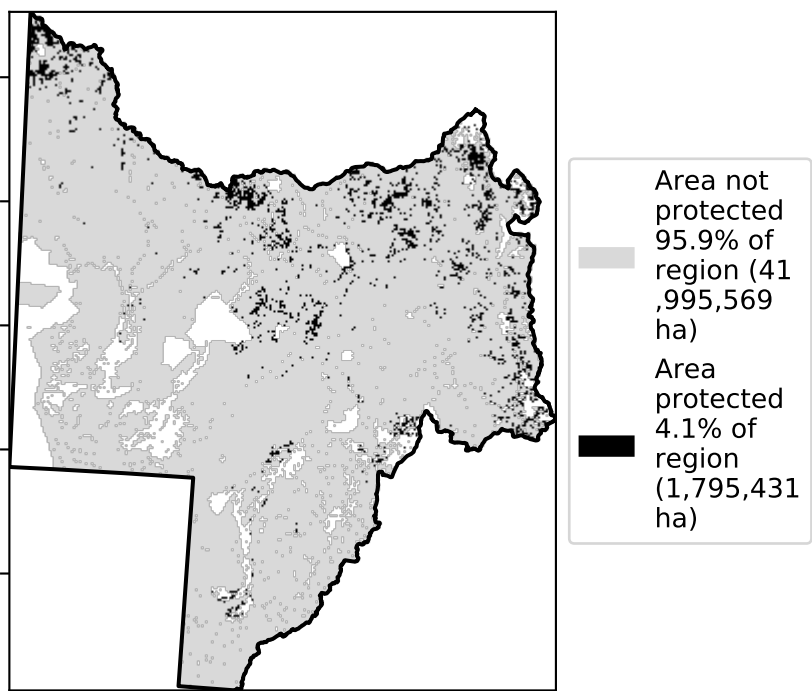 Area not
protected
95.9% of
region (41
,995,569
ha)
Area
protected
4.1% of
region
(1,795,431
ha)